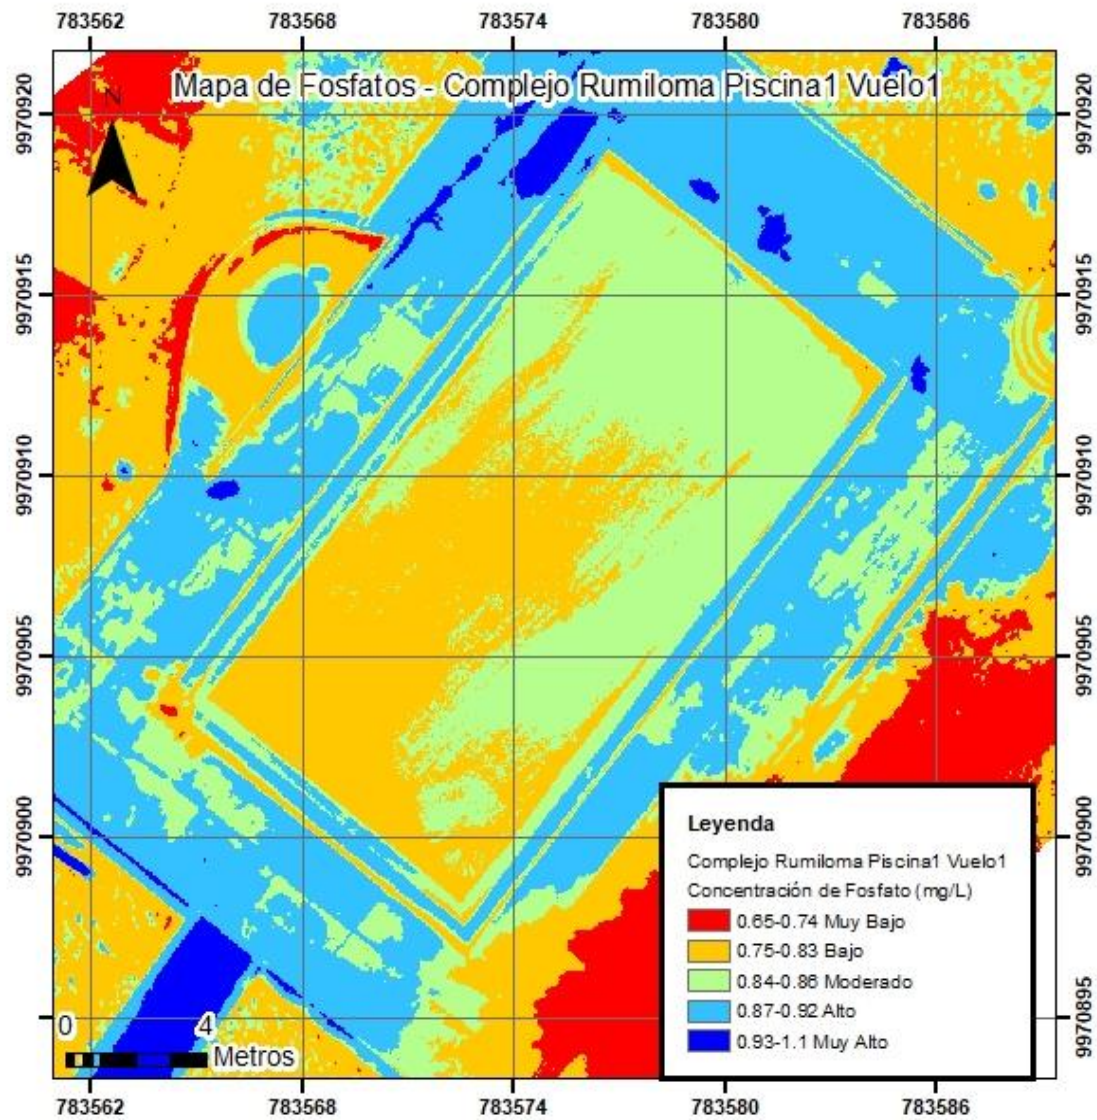 783562 783568 783574 783580 783586
Mapa de Fosfatos - Complejo Rumiloma Piscina1 Vuelo1
N
9970920 9970920
9970915 9970915
9970910 9970910
9970905 9970905
9970900 9970900
9970895 9970895
Leyenda
Complejo Rumiloma Piscina1 Vuelo1
Concentración de Fosfato (mg/L)
0.65-0.74 Muy Bajo
0.75-0.83 Bajo
0.84-0.86 Moderado
0.87-0.92 Alto
0.93-1.1 Muy Alto
0 4
Metros
783562 783568 783574 783580 783586